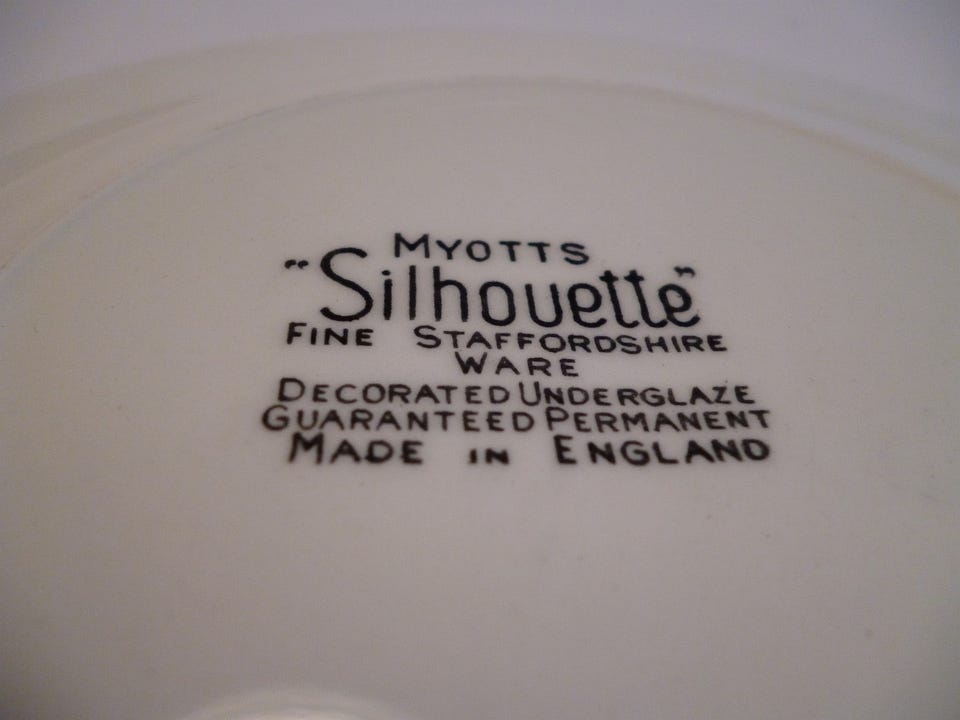 MYOTTS
"Silhouette"
FINE STAFFORDSHIRE
WARE
DECORATED UNDERGLAZE
GUARANTEED PERMANENT
MADE IN ENGLAND